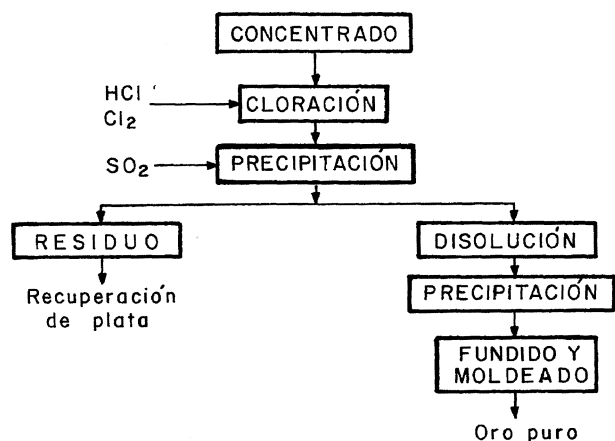 CONCENTRADO
HCl
Cl₂
CLORACIÓN
SO₂
PRECIPITACIÓN
RESIDUO
DISOLUCIÓN
Recuperación
de plata
PRECIPITACIÓN
FUNDIDO Y
MOLDEADO
Oro puro